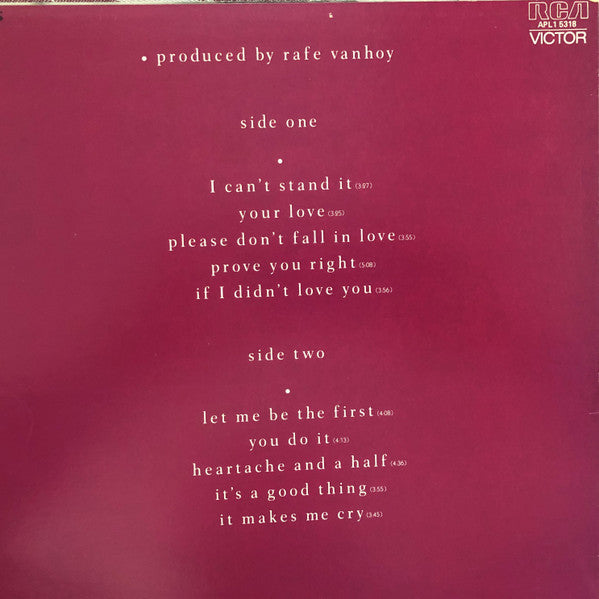 RCA
APL1 5318
VICTOR
• produced by rafe vanhoy
side one
•
I can't stand it (3:27)
your love (3:25)
please don't fall in love (3:55)
prove you right (5:08)
if I didn't love you (3:56)
side two
•
let me be the first (4:08)
you do it (4:13)
heartache and a half (4:36)
it's a good thing (3:55)
it makes me cry (3:45)